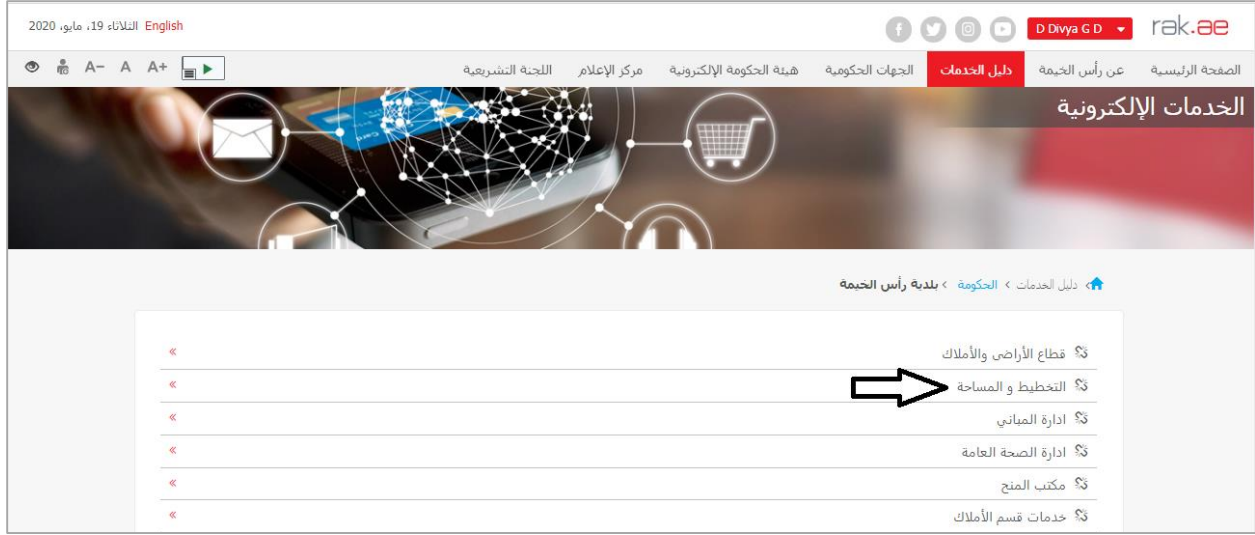 rak.ae D Divya G D English الثلاثاء 19، مايو، 2020
الصفحة الرئيسية عن رأس الخيمة دليل الخدمات الجهات الحكومية هيئة الحكومة الإلكترونية مركز الإعلام اللجنة التشريعية A+ A A-
الخدمات الإلكترونية
دليل الخدمات › الحكومة › بلدية رأس الخيمة
قطاع الأراضي والأملاك »
التخطيط و المساحة »
ادارة المباني »
ادارة الصحة العامة »
مكتب المنح »
خدمات قسم الأملاك »